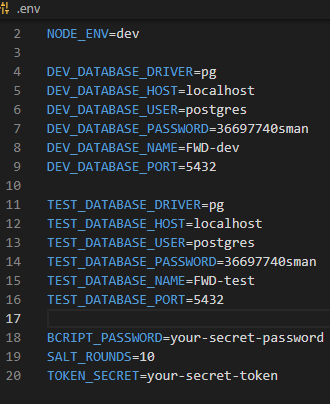 .env
2 NODE_ENV=dev
3
4 DEV_DATABASE_DRIVER=pg
5 DEV_DATABASE_HOST=localhost
6 DEV_DATABASE_USER=postgres
7 DEV_DATABASE_PASSWORD=36697740sman
8 DEV_DATABASE_NAME=FWD-dev
9 DEV_DATABASE_PORT=5432
10
11 TEST_DATABASE_DRIVER=pg
12 TEST_DATABASE_HOST=localhost
13 TEST_DATABASE_USER=postgres
14 TEST_DATABASE_PASSWORD=36697740sman
15 TEST_DATABASE_NAME=FWD-test
16 TEST_DATABASE_PORT=5432
17
18 BCRIPT_PASSWORD=your-secret-password
19 SALT_ROUNDS=10
20 TOKEN_SECRET=your-secret-token